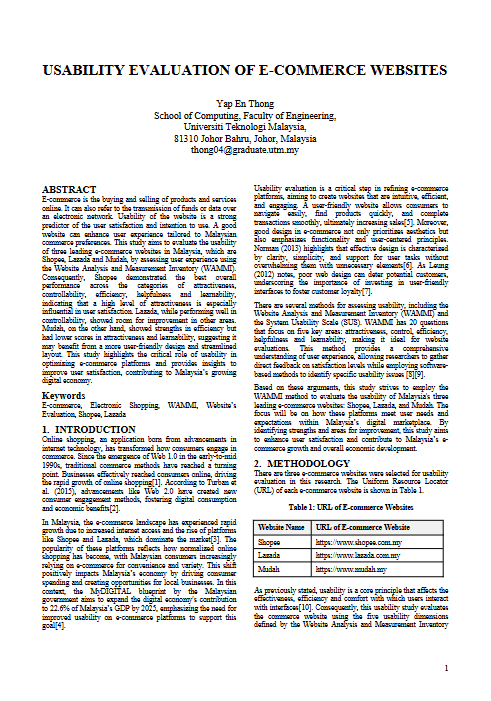 USABILITY EVALUATION OF E-COMMERCE WEBSITES
Yap En Thong
School of Computing, Faculty of Engineering,
Universiti Teknologi Malaysia,
81310 Johor Bahru, Johor, Malaysia
thong04@graduate.utm.my
ABSTRACT
E-commerce is the buying and selling of products and services
online. It can also refer to the transmission of funds or data over
an electronic network. Usability of the website is a strong
predictor of the user satisfaction and intention to use. A good
website can enhance user experience tailored to Malaysian
commerce preferences. This study aims to evaluate the usability
of three leading e-commerce websites in Malaysia, which are
Shopee, Lazada and Mudah, by assessing user experience using
the Website Analysis and Measurement Inventory (WAMMI).
Consequently, Shopee demonstrated the best overall
performance across the categories of attractiveness,
controllability, efficiency, helpfulness and learnability,
indicating that a high level of attractiveness is especially
influential in user satisfaction. Lazada, while performing well in
controllability, showed room for improvement in other areas.
Mudah, on the other hand, showed strengths in efficiency but
had lower scores in attractiveness and learnability, suggesting it
may benefit from a more user-friendly design and streamlined
layout. This study highlights the critical role of usability in
optimizing e-commerce platforms and provides insights to
improve user satisfaction, contributing to Malaysia's growing
digital economy.
Keywords
E-commerce, Electronic Shopping, WAMMI, Website's
Evaluation, Shopee, Lazada
1. INTRODUCTION
Online shopping, an application born from advancements in
internet technology, has transformed how consumers engage in
commerce. Since the emergence of Web 1.0 in the early-to-mid
1990s, traditional commerce methods have reached a turning
point. Businesses effectively reached consumers online, driving
the rapid growth of online shopping[1]. According to Turban et
al. (2015), advancements like Web 2.0 have created new
consumer engagement methods, fostering digital consumption
and economic benefits[2].
In Malaysia, the e-commerce landscape has experienced rapid
growth due to increased internet access and the rise of platforms
like Shopee and Lazada, which dominate the market[3]. The
popularity of these platforms reflects how normalized online
shopping has become, with Malaysian consumers increasingly
relying on e-commerce for convenience and variety. This shift
positively impacts Malaysia's economy by driving consumer
spending and creating opportunities for local businesses. In this
context, the MyDIGITAL blueprint by the Malaysian
government aims to expand the digital economy's contribution
to 22.6% of Malaysia's GDP by 2025, emphasizing the need for
improved usability on e-commerce platforms to support this
goal[4].
Usability evaluation is a critical step in refining e-commerce
platforms, aiming to create websites that are intuitive, efficient,
and engaging. A user-friendly website allows consumers to
navigate easily, find products quickly, and complete
transactions smoothly, ultimately increasing sales[5]. Moreover,
good design in e-commerce not only prioritizes aesthetics but
also emphasizes functionality and user-centered principles.
Norman (2013) highlights that effective design is characterized
by clarity, simplicity, and support for user tasks without
overwhelming them with unnecessary elements[6]. As Leung
(2012) notes, poor web design can deter potential customers,
underscoring the importance of investing in user-friendly
interfaces to foster customer loyalty[7].
There are several methods for assessing usability, including the
Website Analysis and Measurement Inventory (WAMMI) and
the System Usability Scale (SUS). WAMMI has 20 questions
that focus on five key areas: attractiveness, control, efficiency,
helpfulness and learnability, making it ideal for website
evaluations. This method provides a comprehensive
understanding of user experience, allowing researchers to gather
direct feedback on satisfaction levels while employing software-
based methods to identify specific usability issues [8][9].
Based on these arguments, this study strives to employ the
WAMMI method to evaluate the usability of Malaysia's three
leading e-commerce websites: Shopee, Lazada, and Mudah. The
focus will be on how these platforms meet user needs and
expectations within Malaysia's digital marketplace. By
identifying strengths and areas for improvement, this study aims
to enhance user satisfaction and contribute to Malaysia's e-
commerce growth and overall economic development.
2. METHODOLOGY
There are three e-commerce websites were selected for usability
evaluation in this research. The Uniform Resource Locator
(URL) of each e-commerce website is shown in Table 1.
Table 1: URL of E-commerce Websites
Website Name URL of E-commerce Website
Shopee https://www.shopee.com.my
Lazada https://www.lazada.com.my
Mudah https://www.mudah.my
As previously stated, usability is a core principle that affects the
effectiveness, efficiency and comfort with which users interact
with interfaces[10]. Consequently, this usability study evaluates
the commerce website using the five usability dimensions
defined by the Website Analysis and Measurement Inventory
1